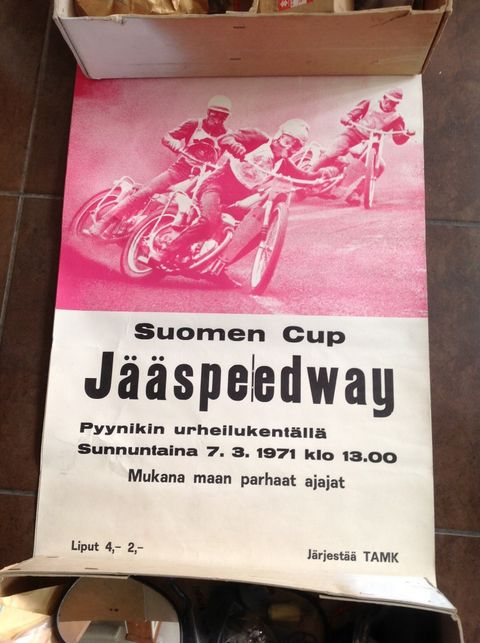 Suomen Cup
Jääspeedway
Pyynikin urheilukentällä
Sunnuntaina 7. 3. 1971 klo 13.00
Mukana maan parhaat ajajat
Liput 4,- 2,-
Järjestää TAMK